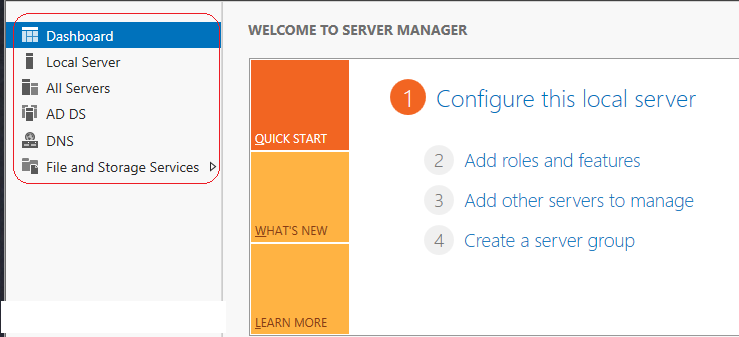 Dashboard
Local Server
All Servers
AD DS
DNS
File and Storage Services
WELCOME TO SERVER MANAGER
QUICK START
WHAT'S NEW
LEARN MORE
1 Configure this local server
2 Add roles and features
3 Add other servers to manage
4 Create a server group